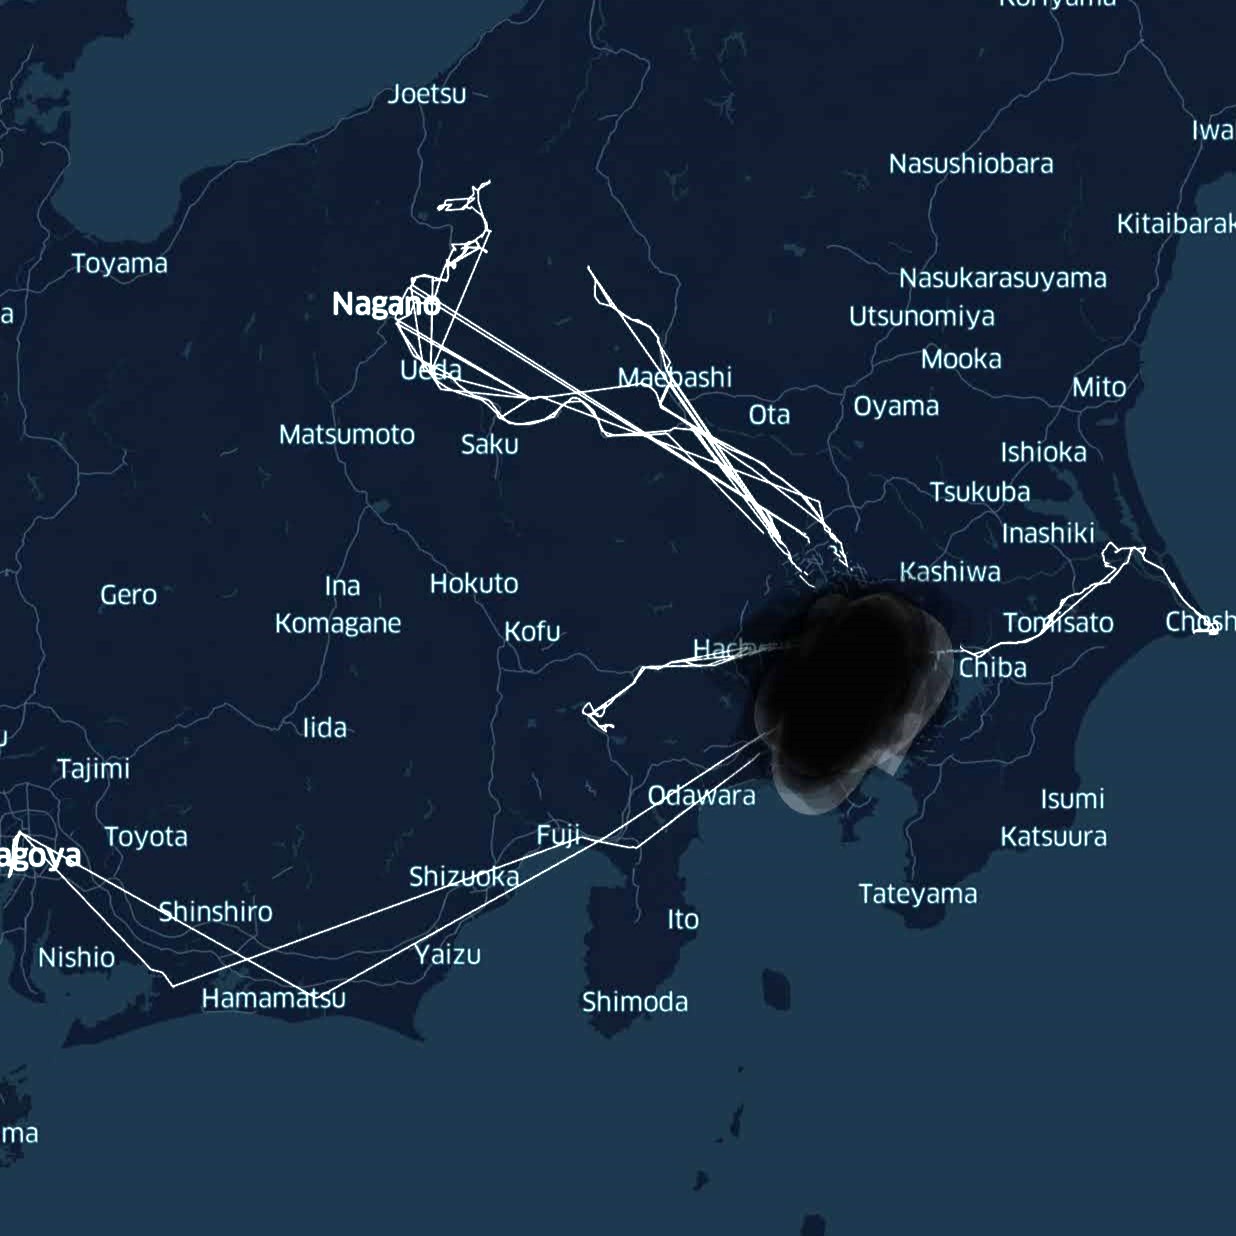 Joetsu
Nasushiobara
Toyama
Nagano
Nasukarasuyama
Utsunomiya
Mooka
Ueda
Maebashi
Mito
Ota
Oyama
Matsumoto
Saku
Ishioka
Tsukuba
Inashiki
Kashiwa
Hokuto
Ina
Gero
Komagane
Kofu
Tomisato
Chosh
Chiba
Iida
Tajimi
Odawara
Isumi
Toyota
Fuji
Katsuura
agoya
Shizuoka
Tateyama
Shinshiro
Ito
Nishio
Yaizu
Hamamatsu
Shimoda
Kitaibarak
Iwa
ma
a